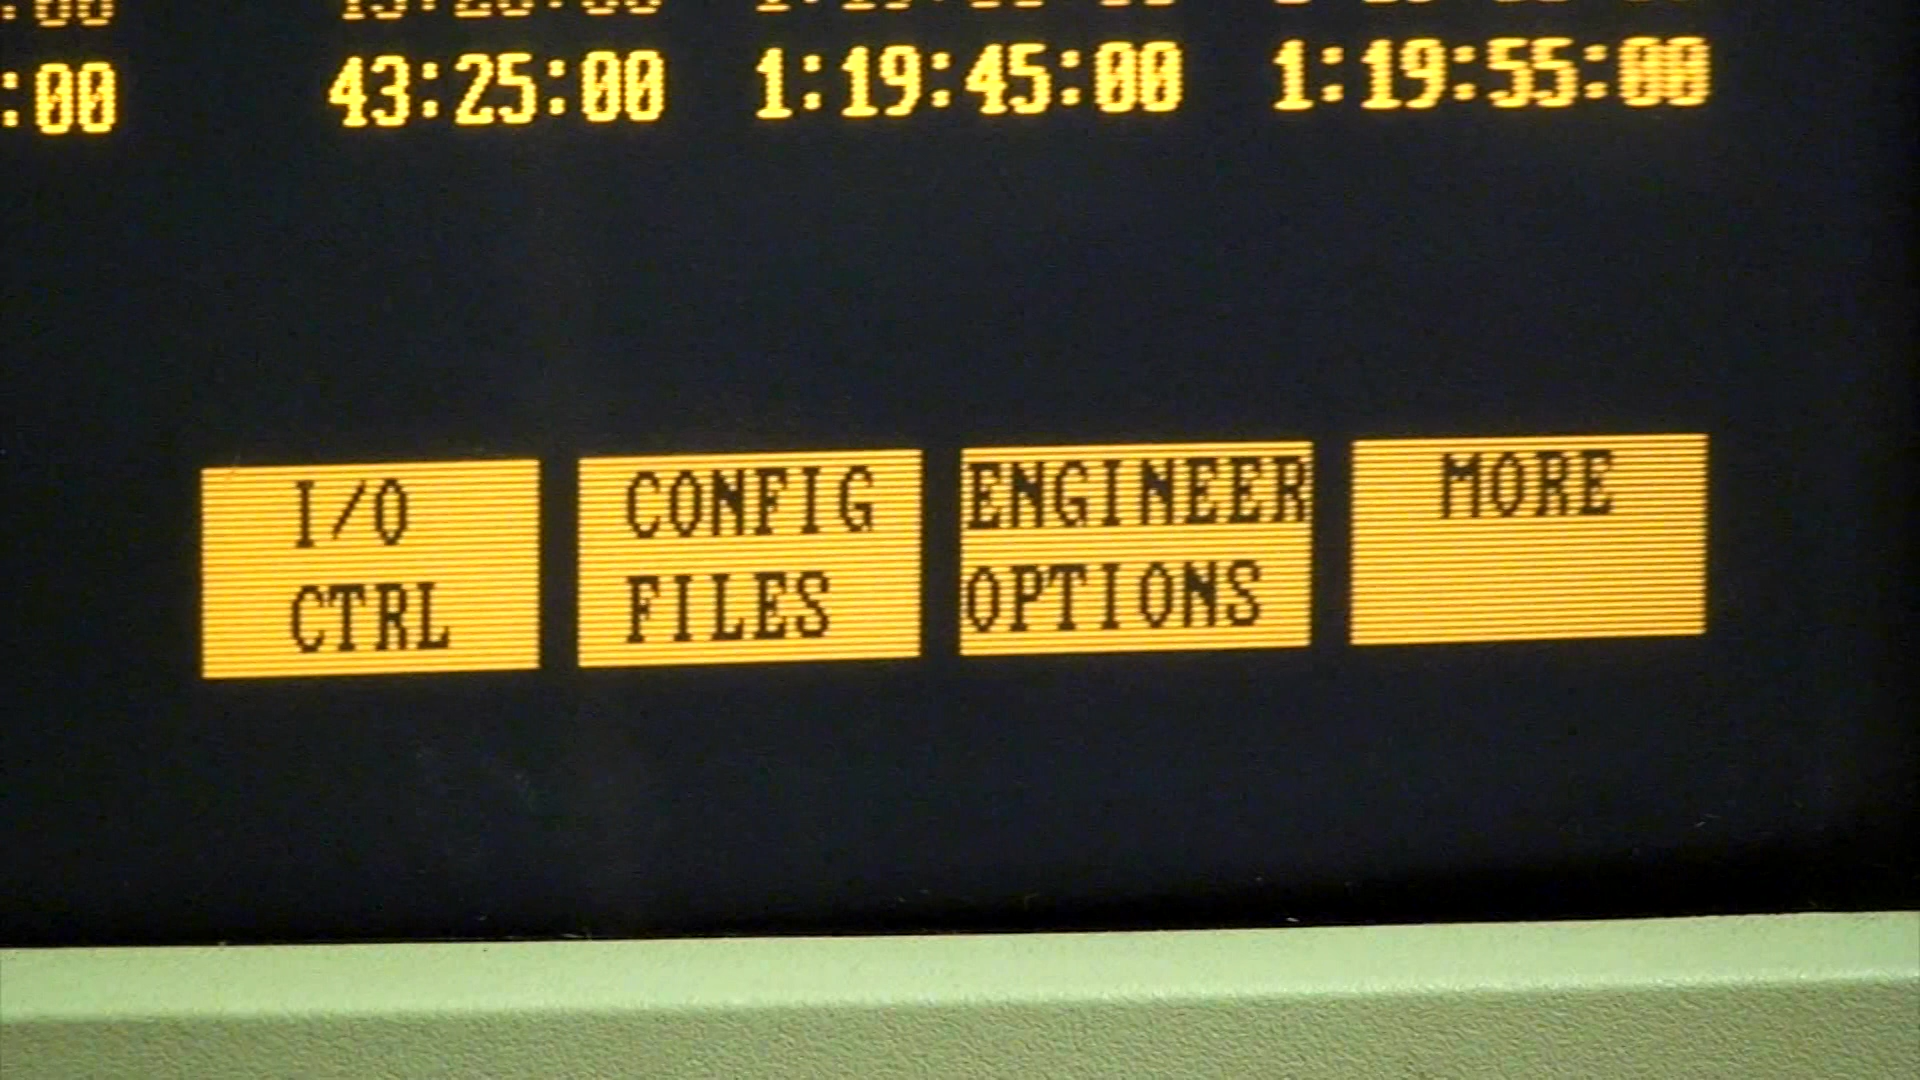 :00 43:25:00 1:19:45:00 1:19:55:00
I/O CTRL
CONFIG FILES
ENGINEER OPTIONS
MORE